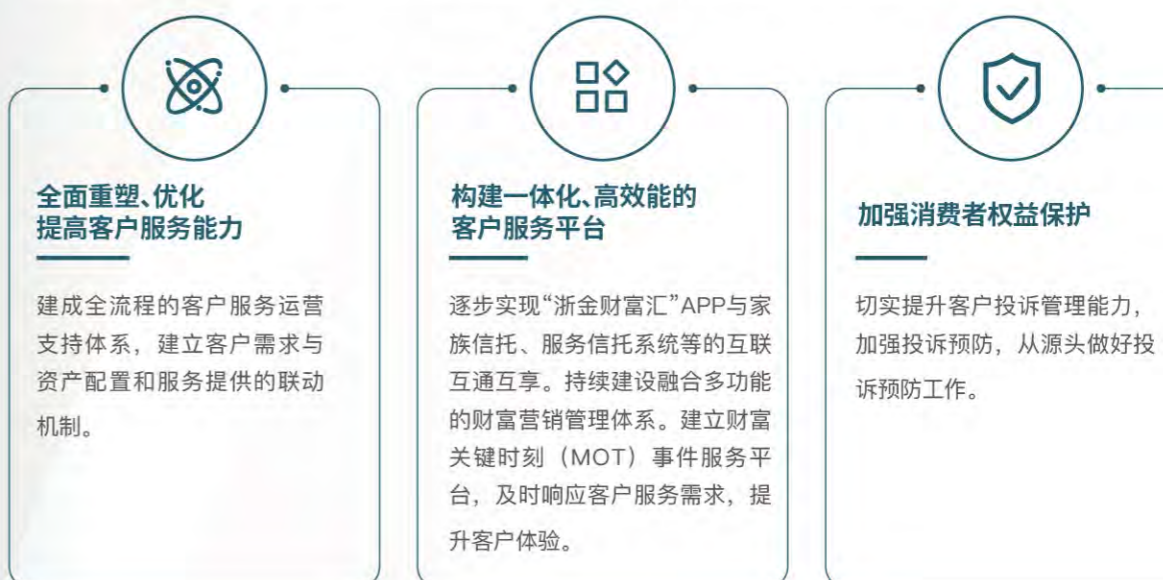 全面重塑、优化
提高客户服务能力
建成全流程的客户服务运营
支持体系，建立客户需求与
资产配置和服务提供的联动
机制。
构建一体化、高效能的
客户服务平台
逐步实现“浙金财富汇”APP与家
族信托、服务信托系统等的互联
互通互享。持续建设融合多功能
的财富营销管理体系。建立财富
关键时刻（MOT）事件服务平
台，及时响应客户服务需求，提
升客户体验。
加强消费者权益保护
切实提升客户投诉管理能力，
加强投诉预防，从源头做好投
诉预防工作。